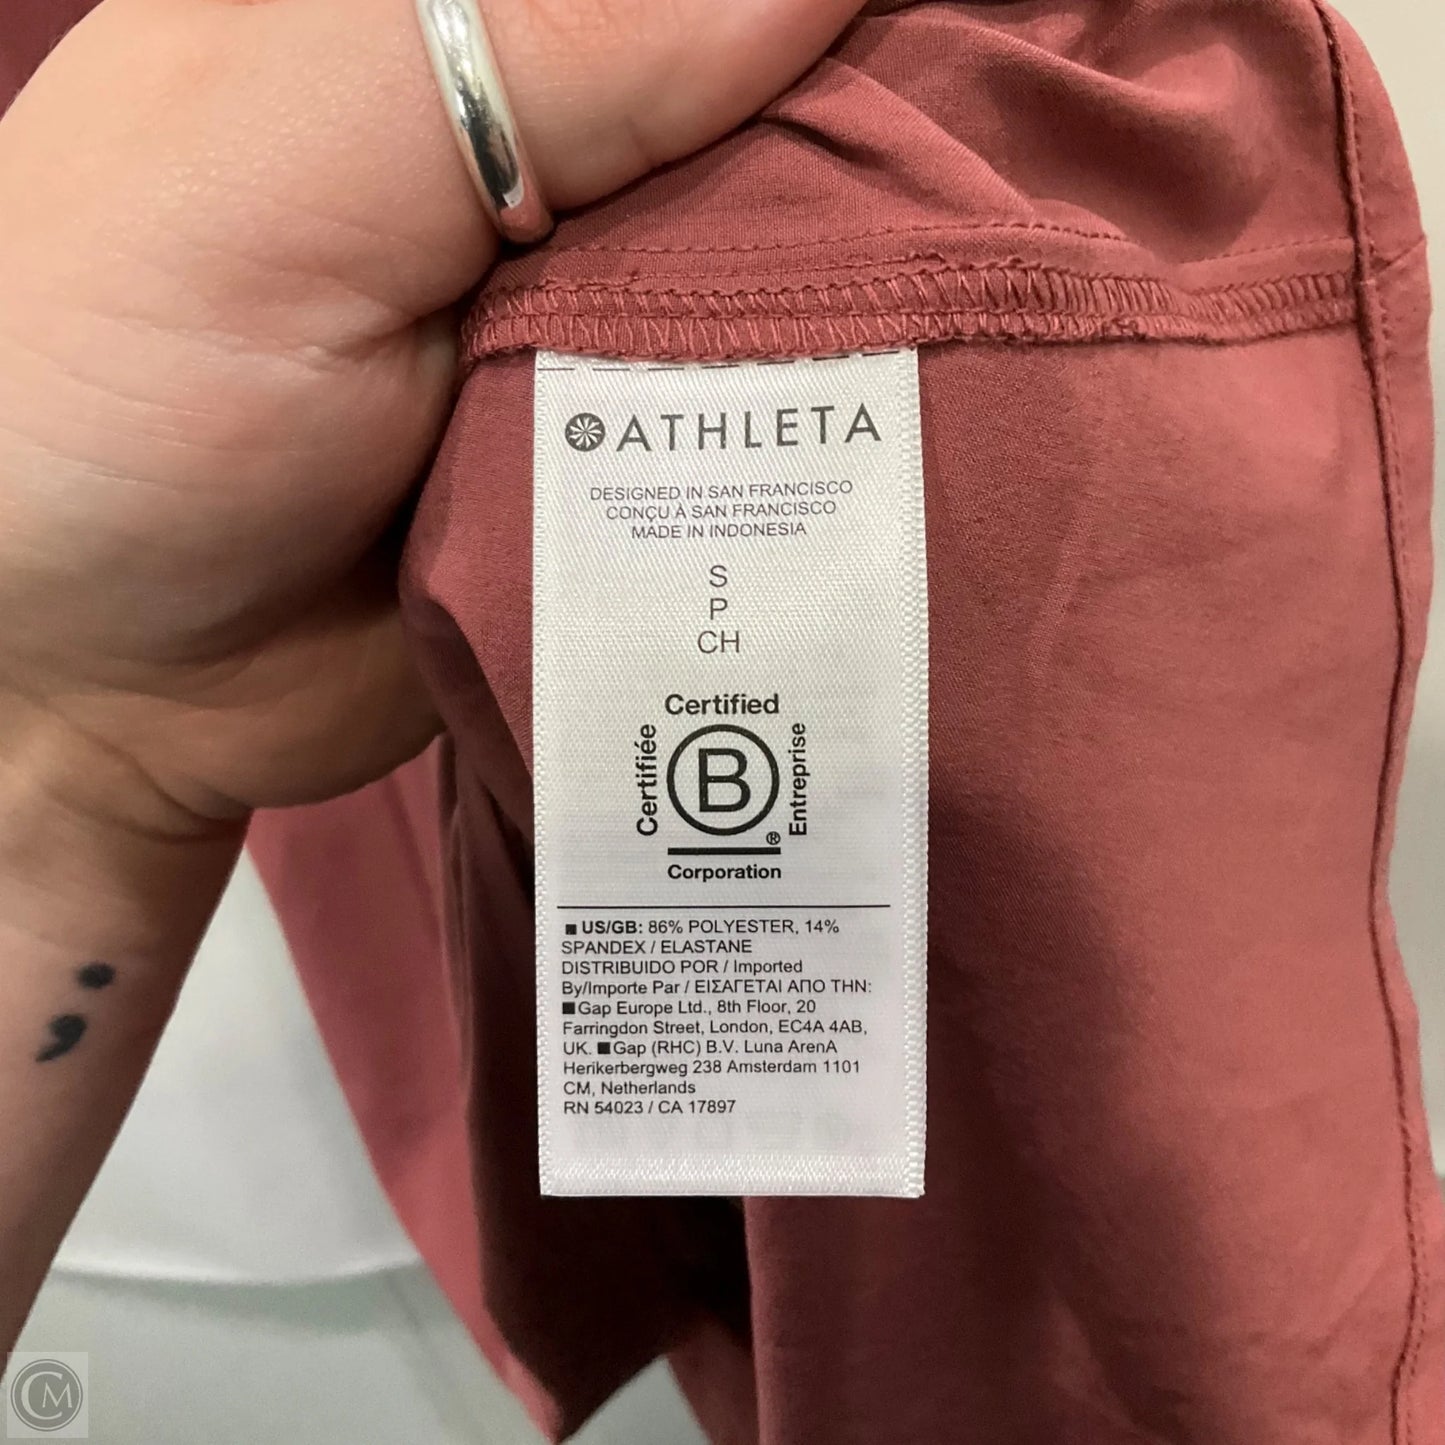 ATHLETA
DESIGNED IN SAN FRANCISCO
CONÇU À SAN FRANCISCO
MADE IN INDONESIA
S
P
CH
Certified
Certifiée
B
Entreprise
®
Corporation
■ US/GB: 86% POLYESTER, 14%
SPANDEX / ELASTANE
DISTRIBUIDO POR / Imported
By/Importe Par / ΕΙΣΑΓΕΤΑΙ ΑΠΟ ΤΗΝ:
■ Gap Europe Ltd., 8th Floor, 20
Farringdon Street, London, EC4A 4AB,
UK. ■ Gap (RHC) B.V. Luna ArenA
Herikerbergweg 238 Amsterdam 1101
CM, Netherlands
RN 54023 / CA 17897
CM